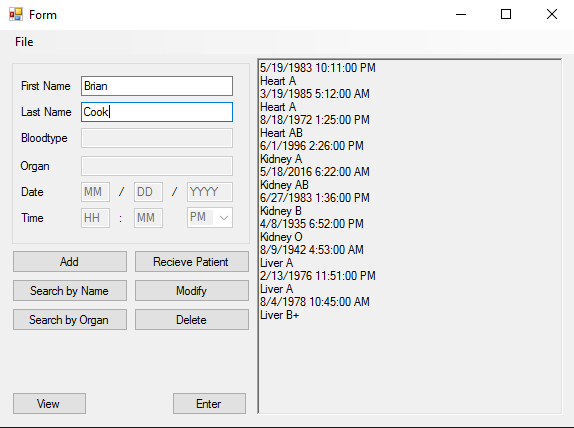 Form
File
First Name Brian
Last Name Cook
Bloodtype
Organ
Date MM / DD / YYYY
Time HH : MM PM
Add Recieve Patient
Search by Name Modify
Search by Organ Delete
View Enter
5/19/1983 10:11:00 PM
Heart A
3/19/1985 5:12:00 AM
Heart A
8/18/1972 1:25:00 PM
Heart AB
6/1/1996 2:26:00 PM
Kidney A
5/18/2016 6:22:00 AM
Kidney AB
6/27/1983 1:36:00 PM
Kidney B
4/8/1935 6:52:00 PM
Kidney O
8/9/1942 4:53:00 AM
Liver A
2/13/1976 11:51:00 PM
Liver A
8/4/1978 10:45:00 AM
Liver B+